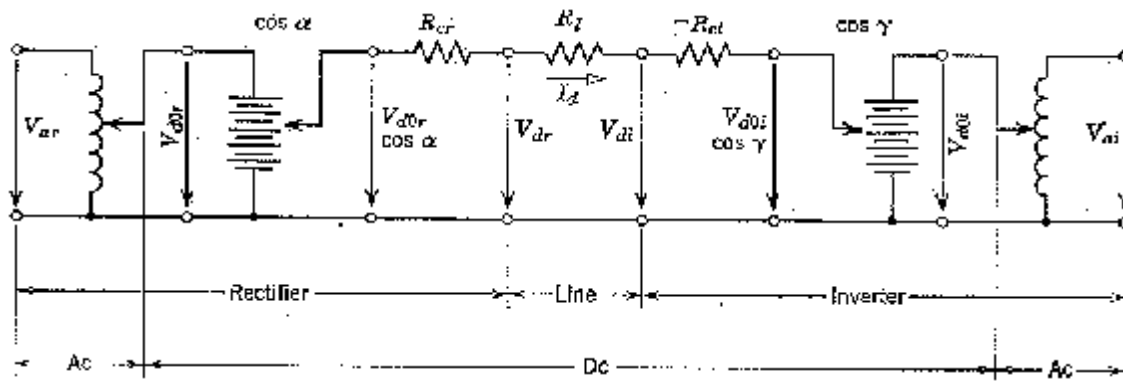 cos α
R_cr
R_l
−R_ci
cos γ
I_d
V_ar
V_d0r
V_d0r
cos α
V_dr
V_di
V_d0i
cos γ
V_d0i
V_ai
Rectifier
Line
Inverter
Ac
Dc
Ac